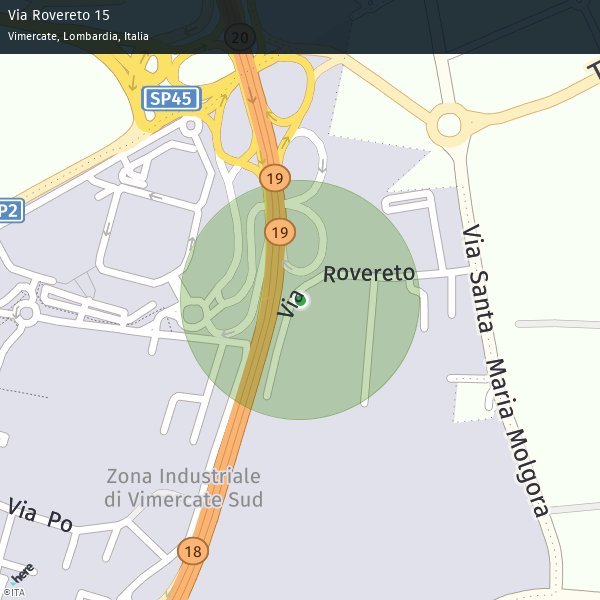 Via Rovereto 15
Vimercate, Lombardia, Italia
20
SP45
T
19
P2
19
Via Rovereto
Via Santa Maria Molgora
Zona Industriale
di Vimercate Sud
Via Po
18
here
©ITA